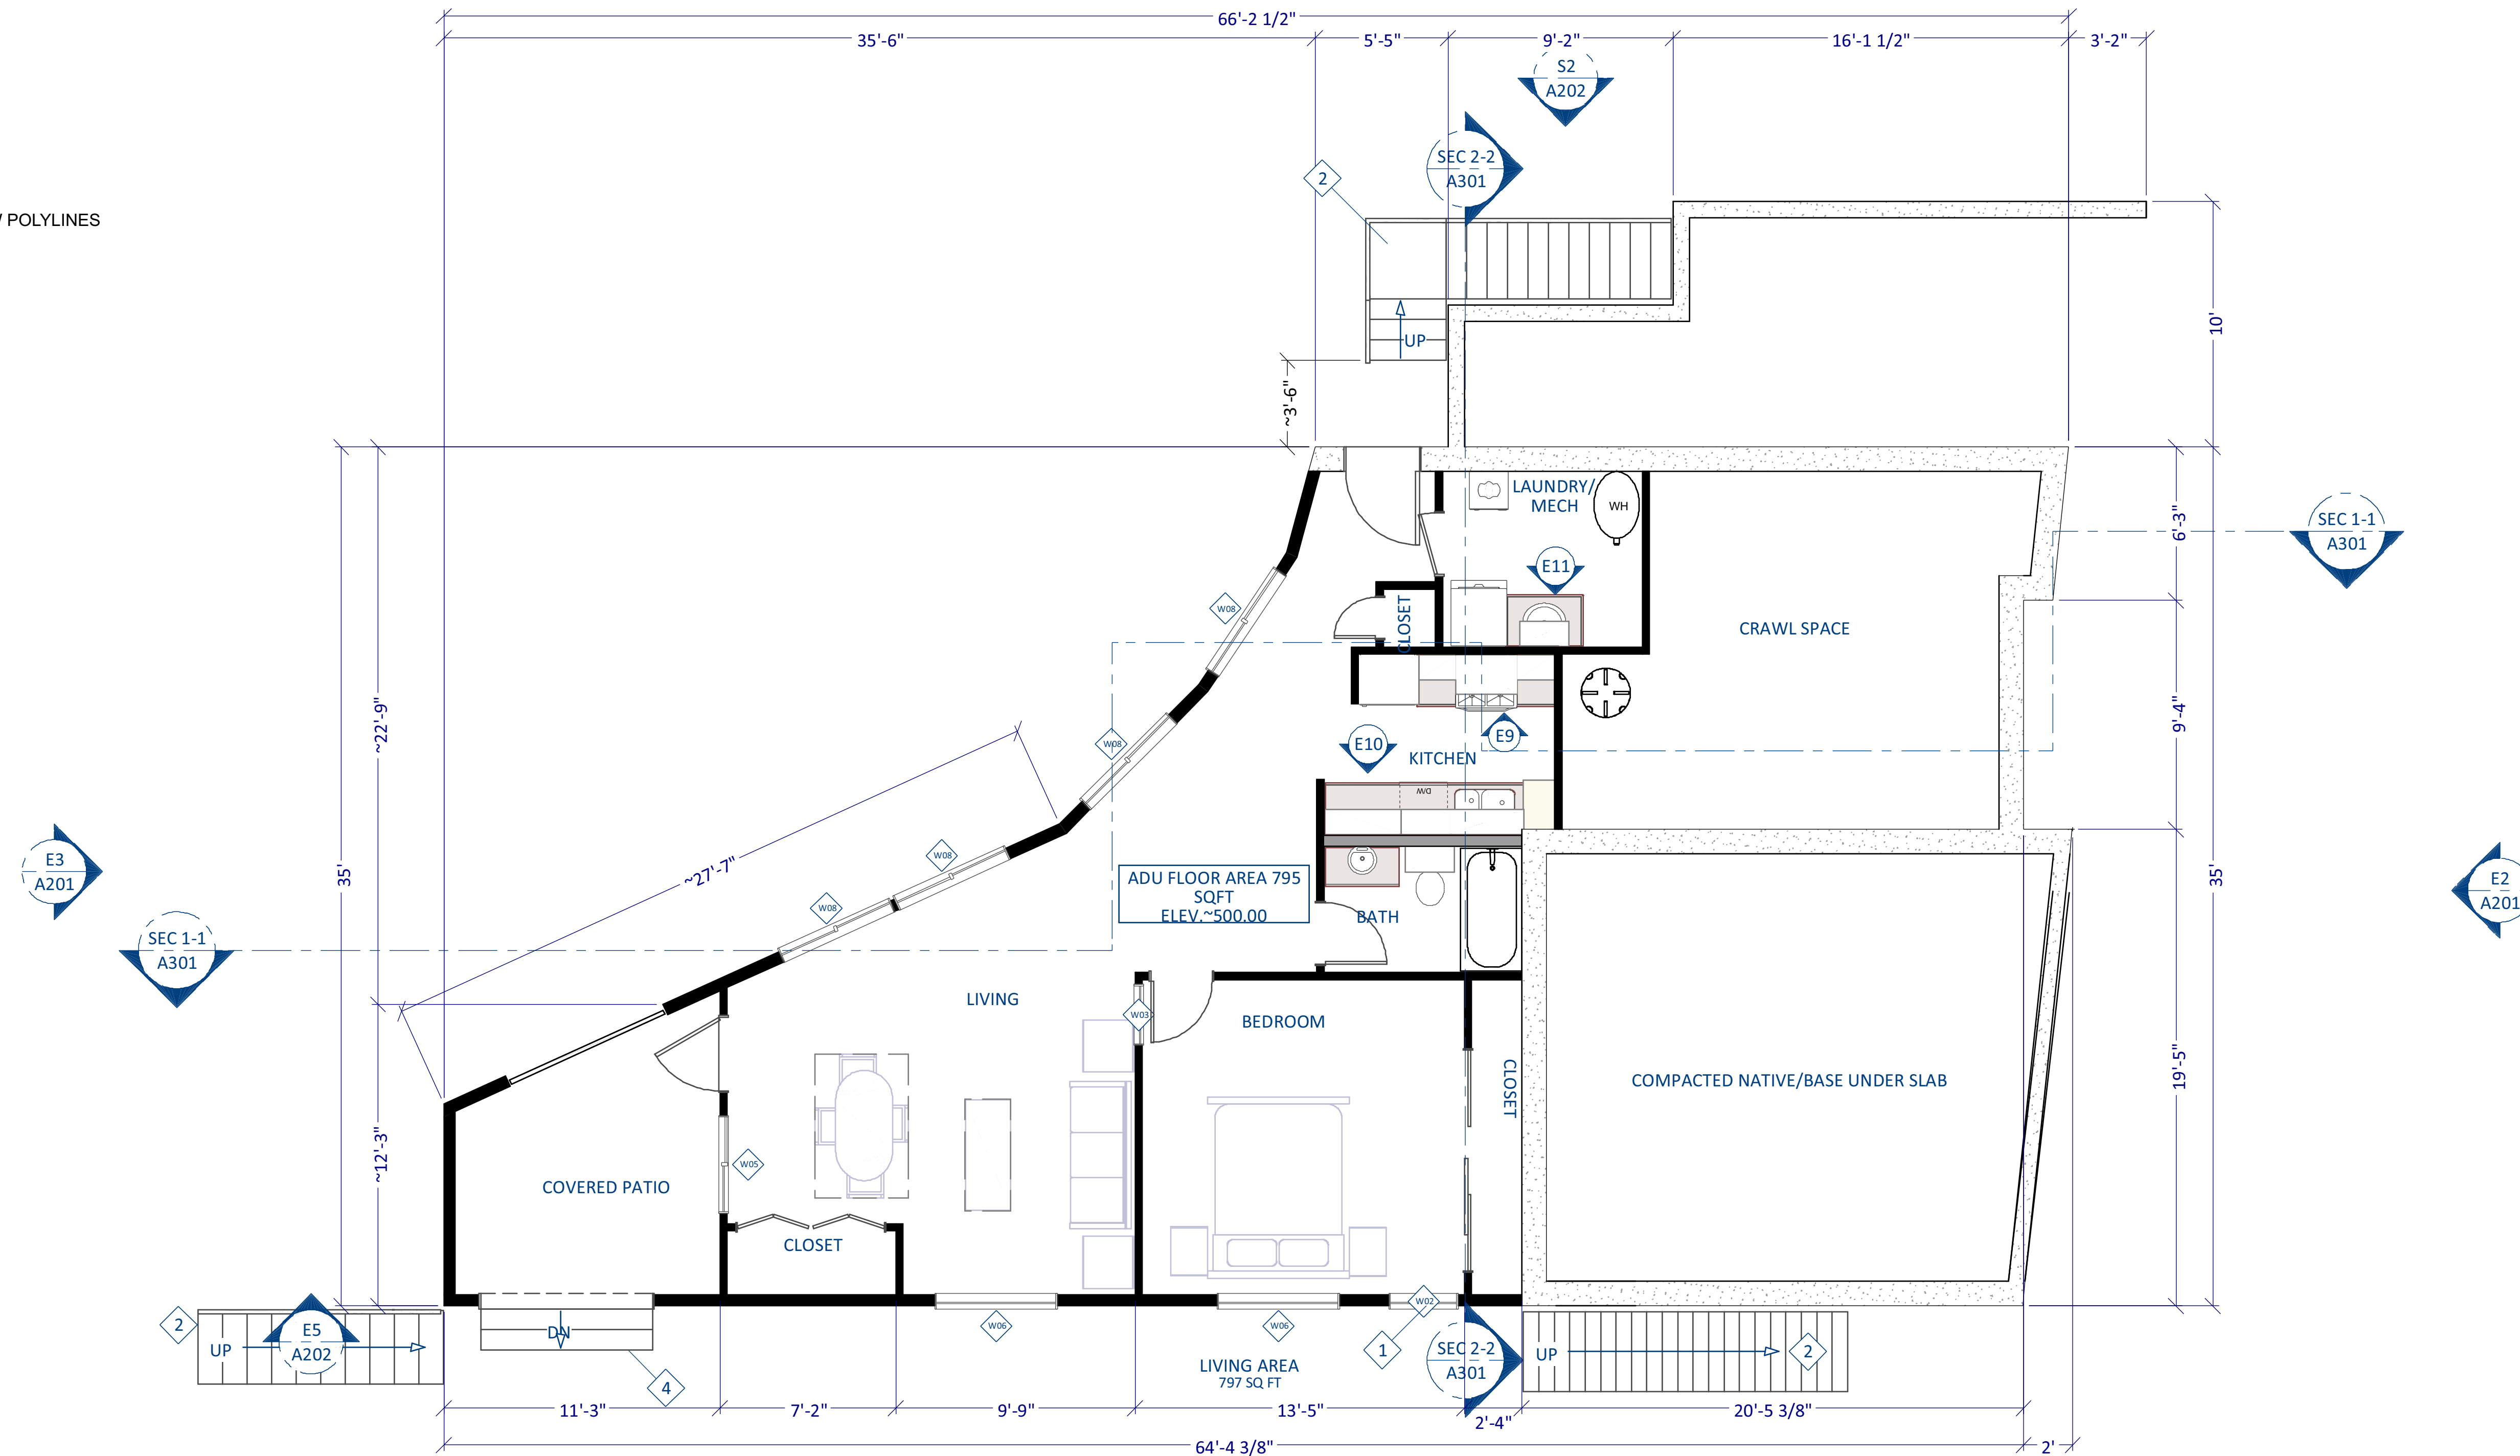 66'-2 1/2"
35'-6"
5'-5"
9'-2"
16'-1 1/2"
3'-2"
S2
A202
SEC 2-2
A301
2
POLYLINES
UP
10'
~3'-6"
LAUNDRY/
MECH
WH
SEC 1-1
A301
6'-3"
E11
W08
CLOSET
CRAWL SPACE
~22'-9"
9'-4"
W08
E10
E9
KITCHEN
D/W
35'
~27'-7"
W08
E3
A201
ADU FLOOR AREA 795
SQFT
ELEV.~500.00
BATH
35'
E2
A201
W08
SEC 1-1
A301
LIVING
W03
BEDROOM
CLOSET
COMPACTED NATIVE/BASE UNDER SLAB
19'-5"
~12'-3"
W05
COVERED PATIO
CLOSET
2
E5
A202
UP
DN
W06
W06
W02
1
4
LIVING AREA
797 SQ FT
SEC 2-2
A301
UP
2
11'-3"
7'-2"
9'-9"
13'-5"
2'-4"
20'-5 3/8"
64'-4 3/8"
2'